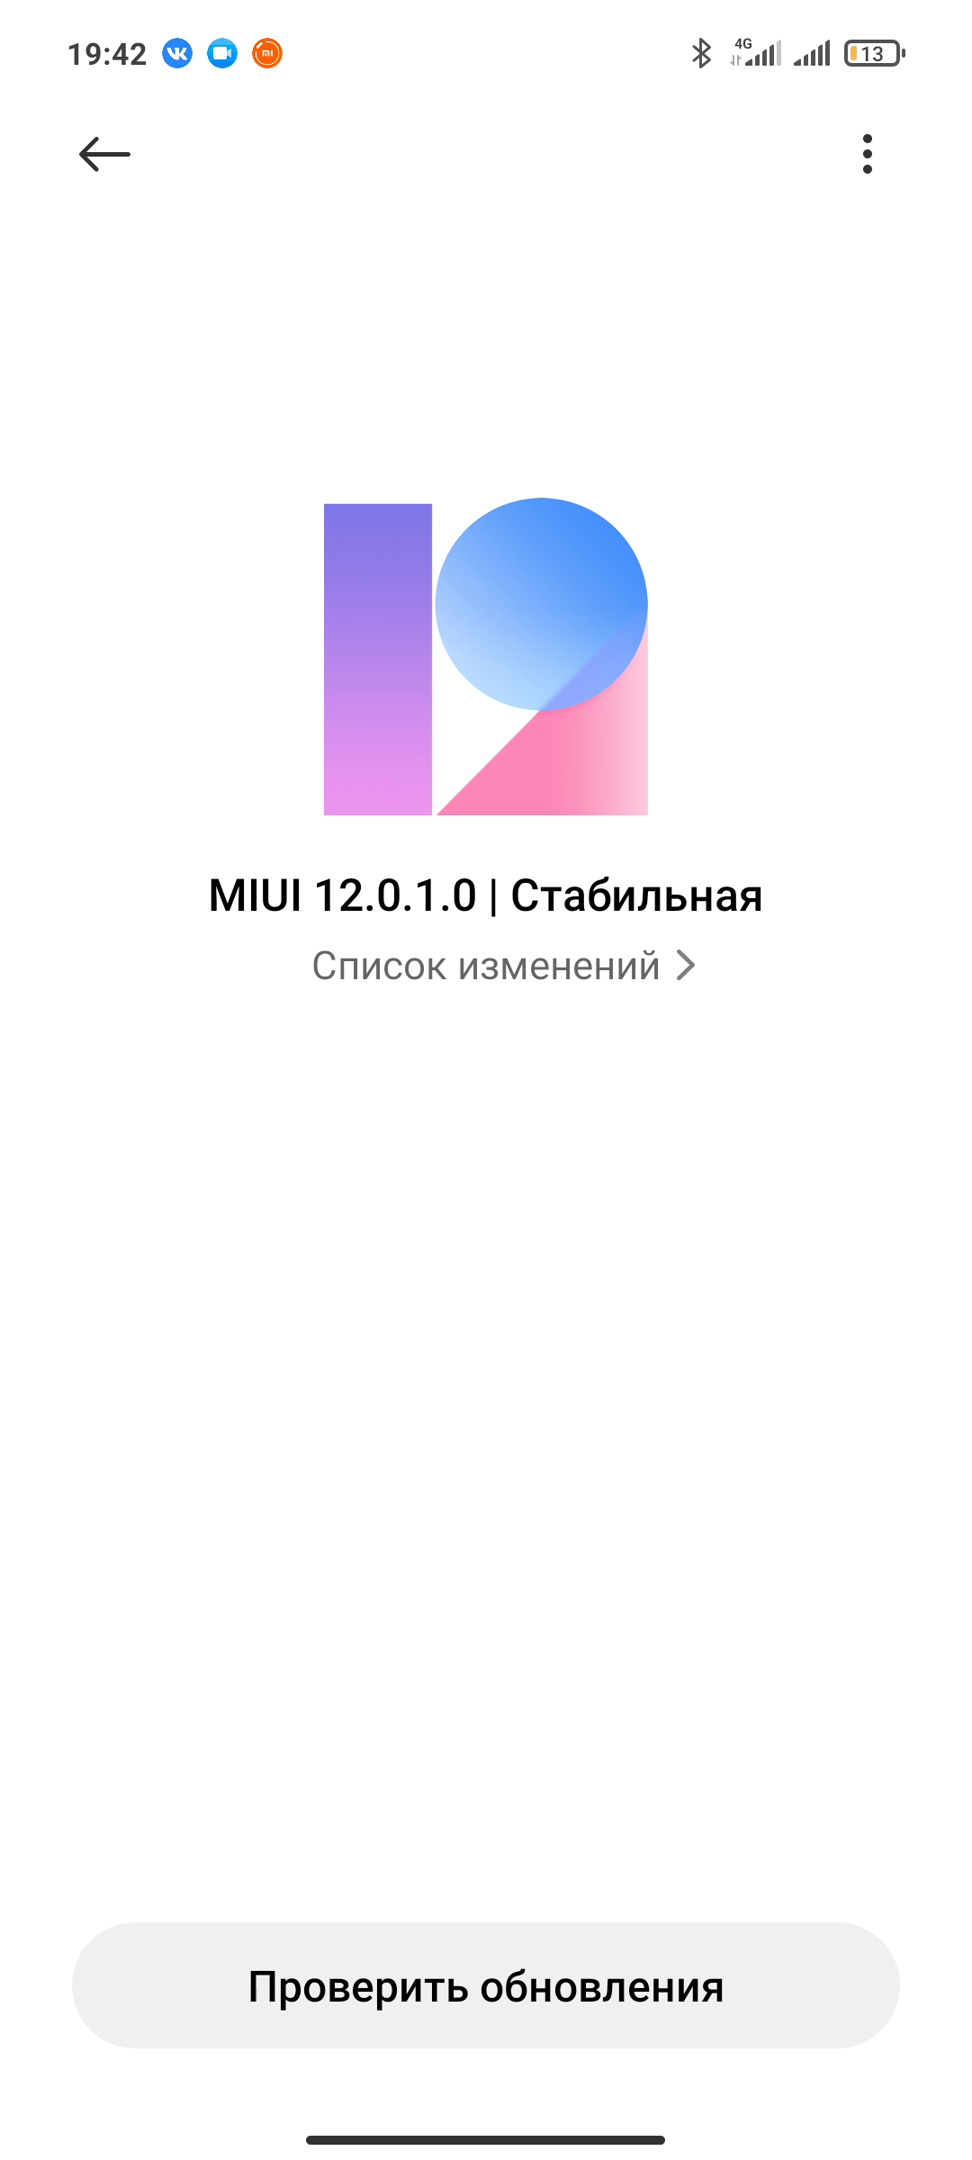 19:42
4G
13
MIUI 12.0.1.0 | Стабильная
Список изменений
Проверить обновления